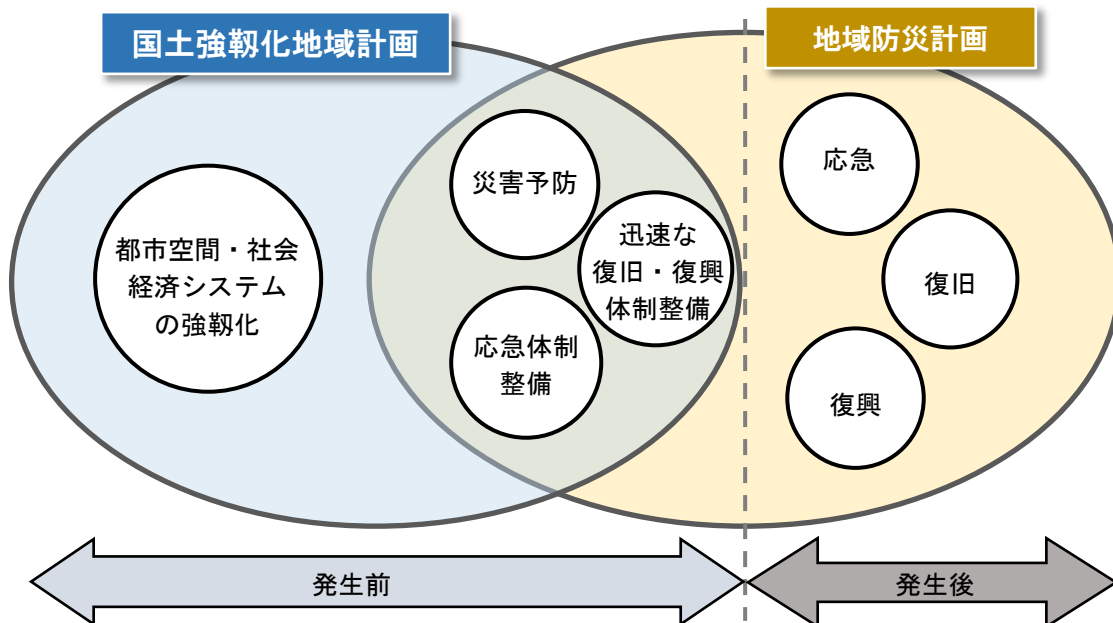 国土強靱化地域計画
地域防災計画
都市空間・社会
経済システム
の強靱化
災害予防
迅速な
復旧・復興
体制整備
応急体制
整備
応急
復旧
復興
発生前
発生後